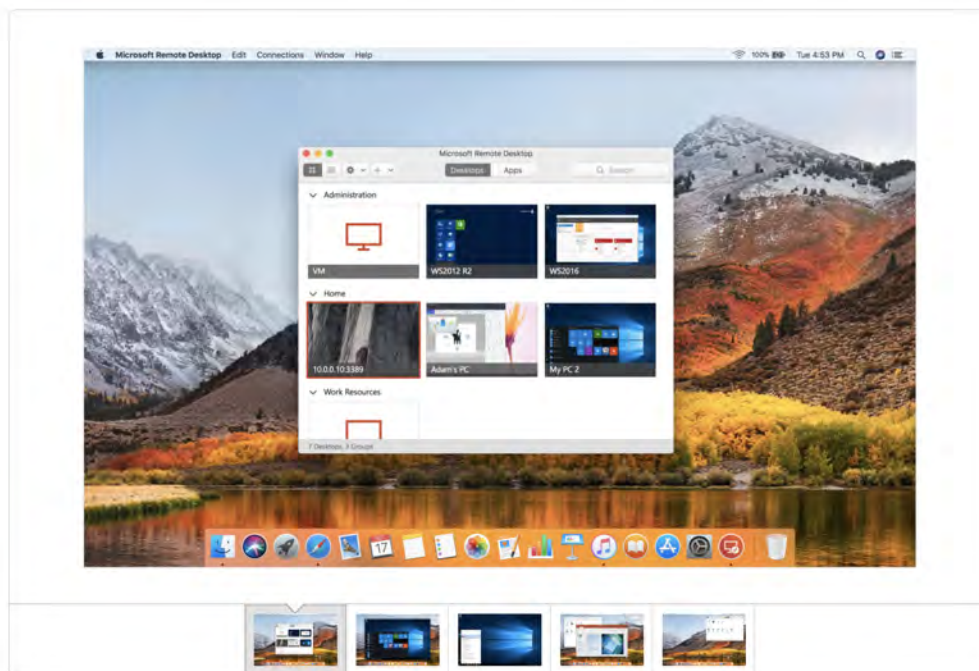 Microsoft Remote Desktop Edit Connections Window Help 100% Tue 4:53 PM
Microsoft Remote Desktop
Desktops Apps Search
Administration
VM WS2012 R2 WS2016
Home
10.0.0.10:3389 Adam's PC My PC 2
Work Resources
7 Desktops, 3 Groups
17